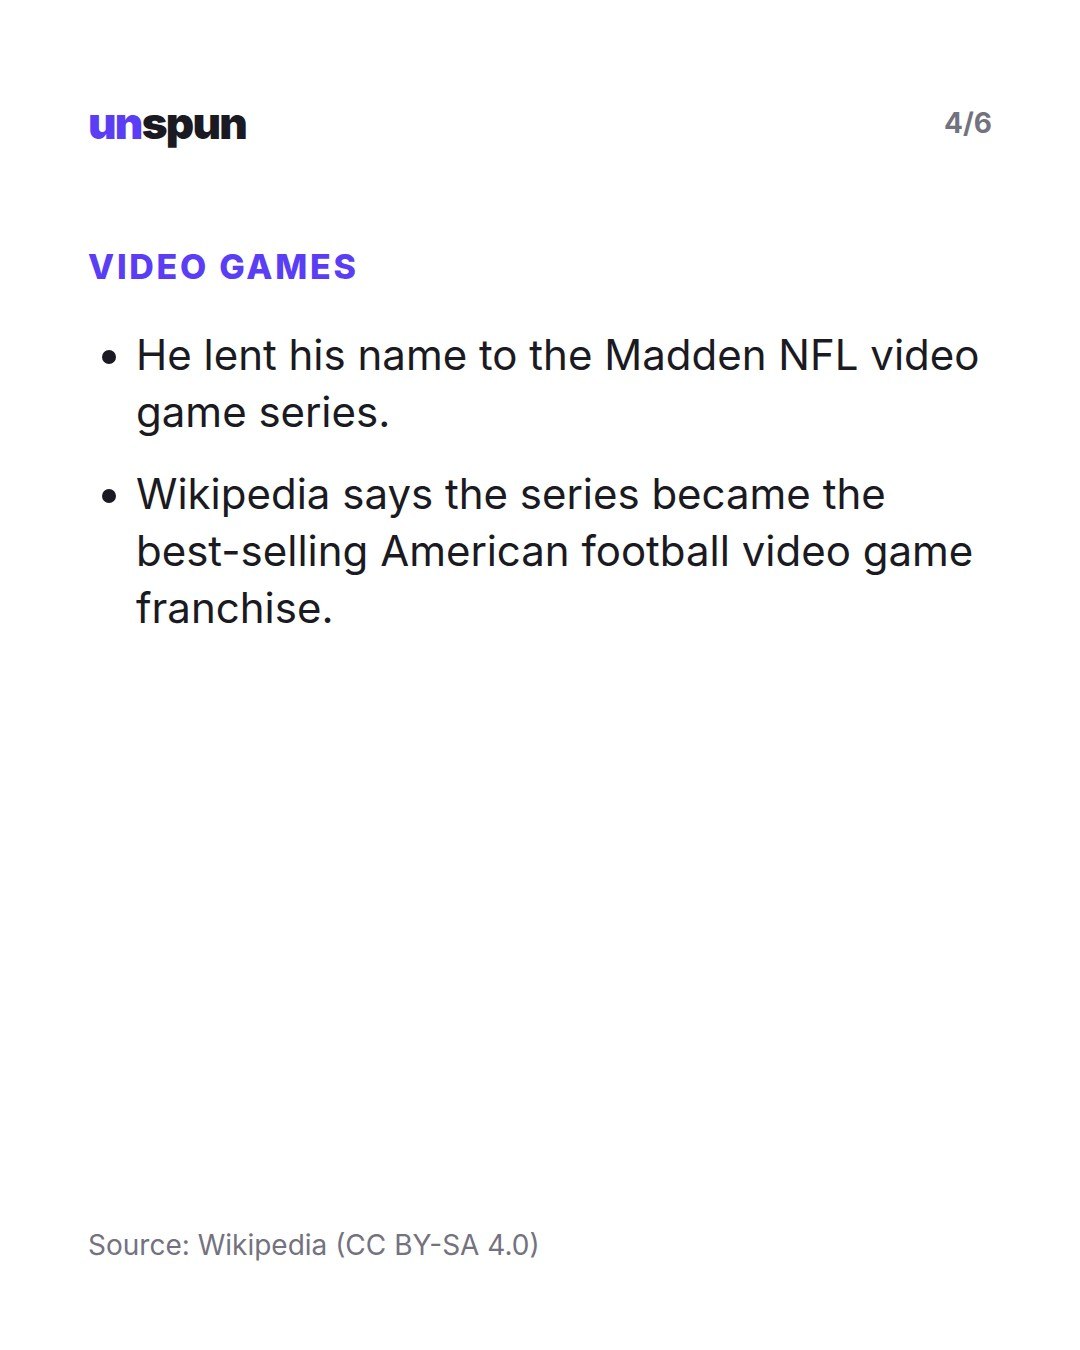 unspun
4/6
VIDEO GAMES
• He lent his name to the Madden NFL video
game series.
• Wikipedia says the series became the
best-selling American football video game
franchise.
Source: Wikipedia (CC BY-SA 4.0)